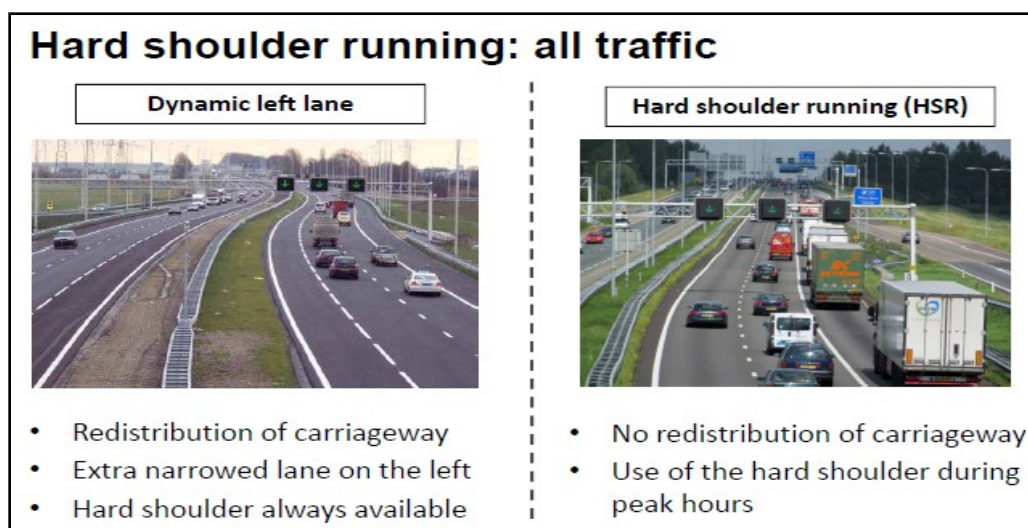 Hard shoulder running: all traffic
Dynamic left lane
• Redistribution of carriageway
• Extra narrowed lane on the left
• Hard shoulder always available
Hard shoulder running (HSR)
• No redistribution of carriageway
• Use of the hard shoulder during
peak hours